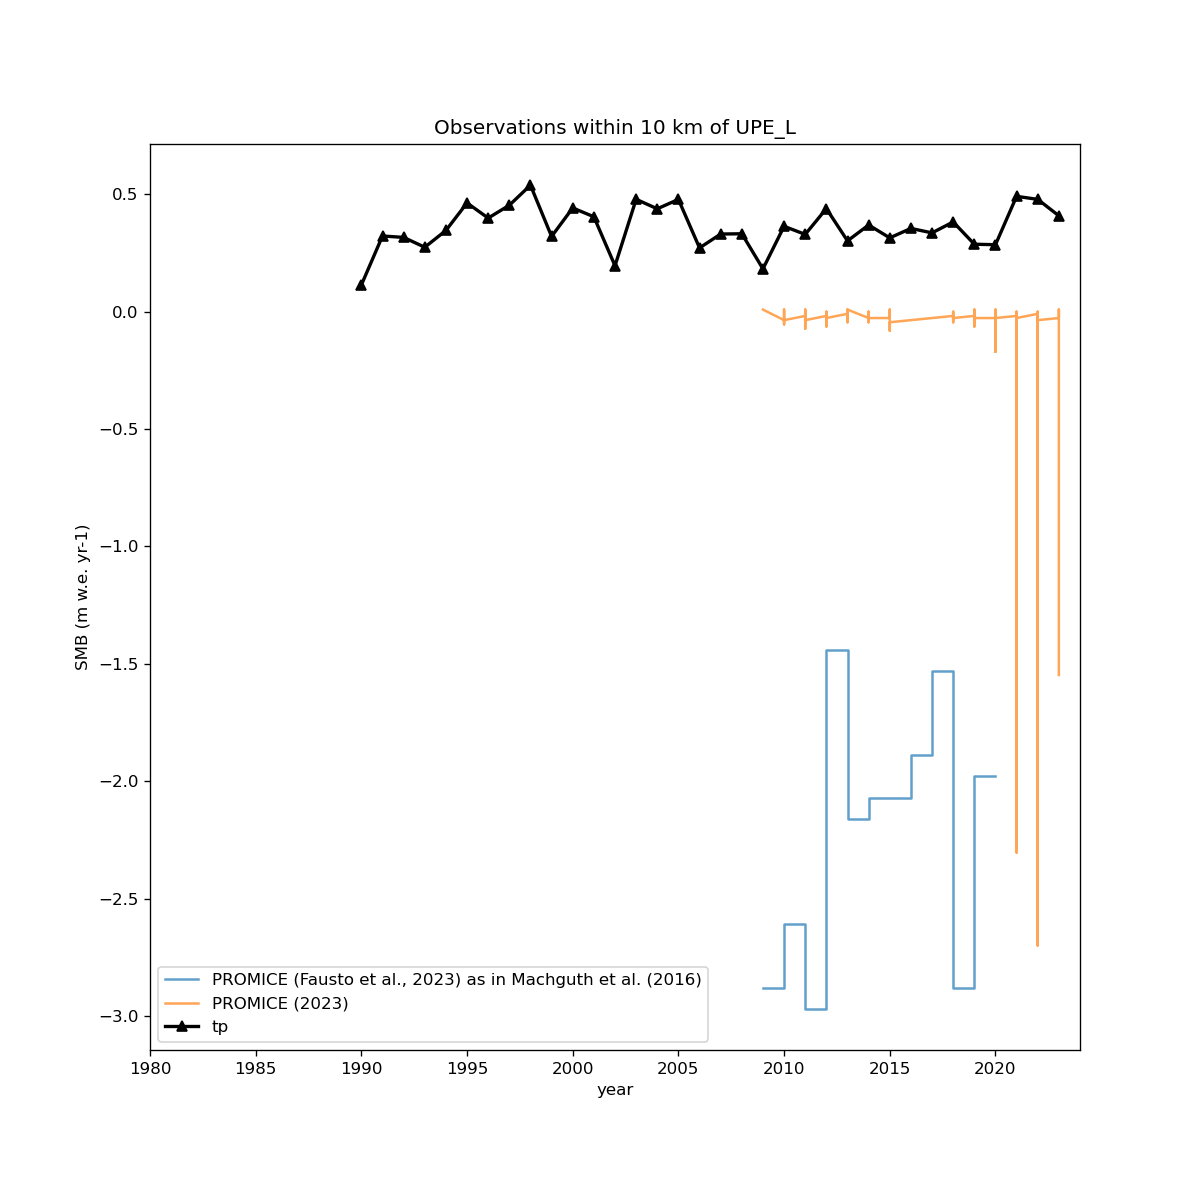 Observations within 10 km of UPE_L
0.5
0.0
−0.5
−1.0
−1.5
−2.0
−2.5
−3.0
SMB (m w.e. yr-1)
PROMICE (Fausto et al., 2023) as in Machguth et al. (2016)
PROMICE (2023)
tp
1980 1985 1990 1995 2000 2005 2010 2015 2020
year